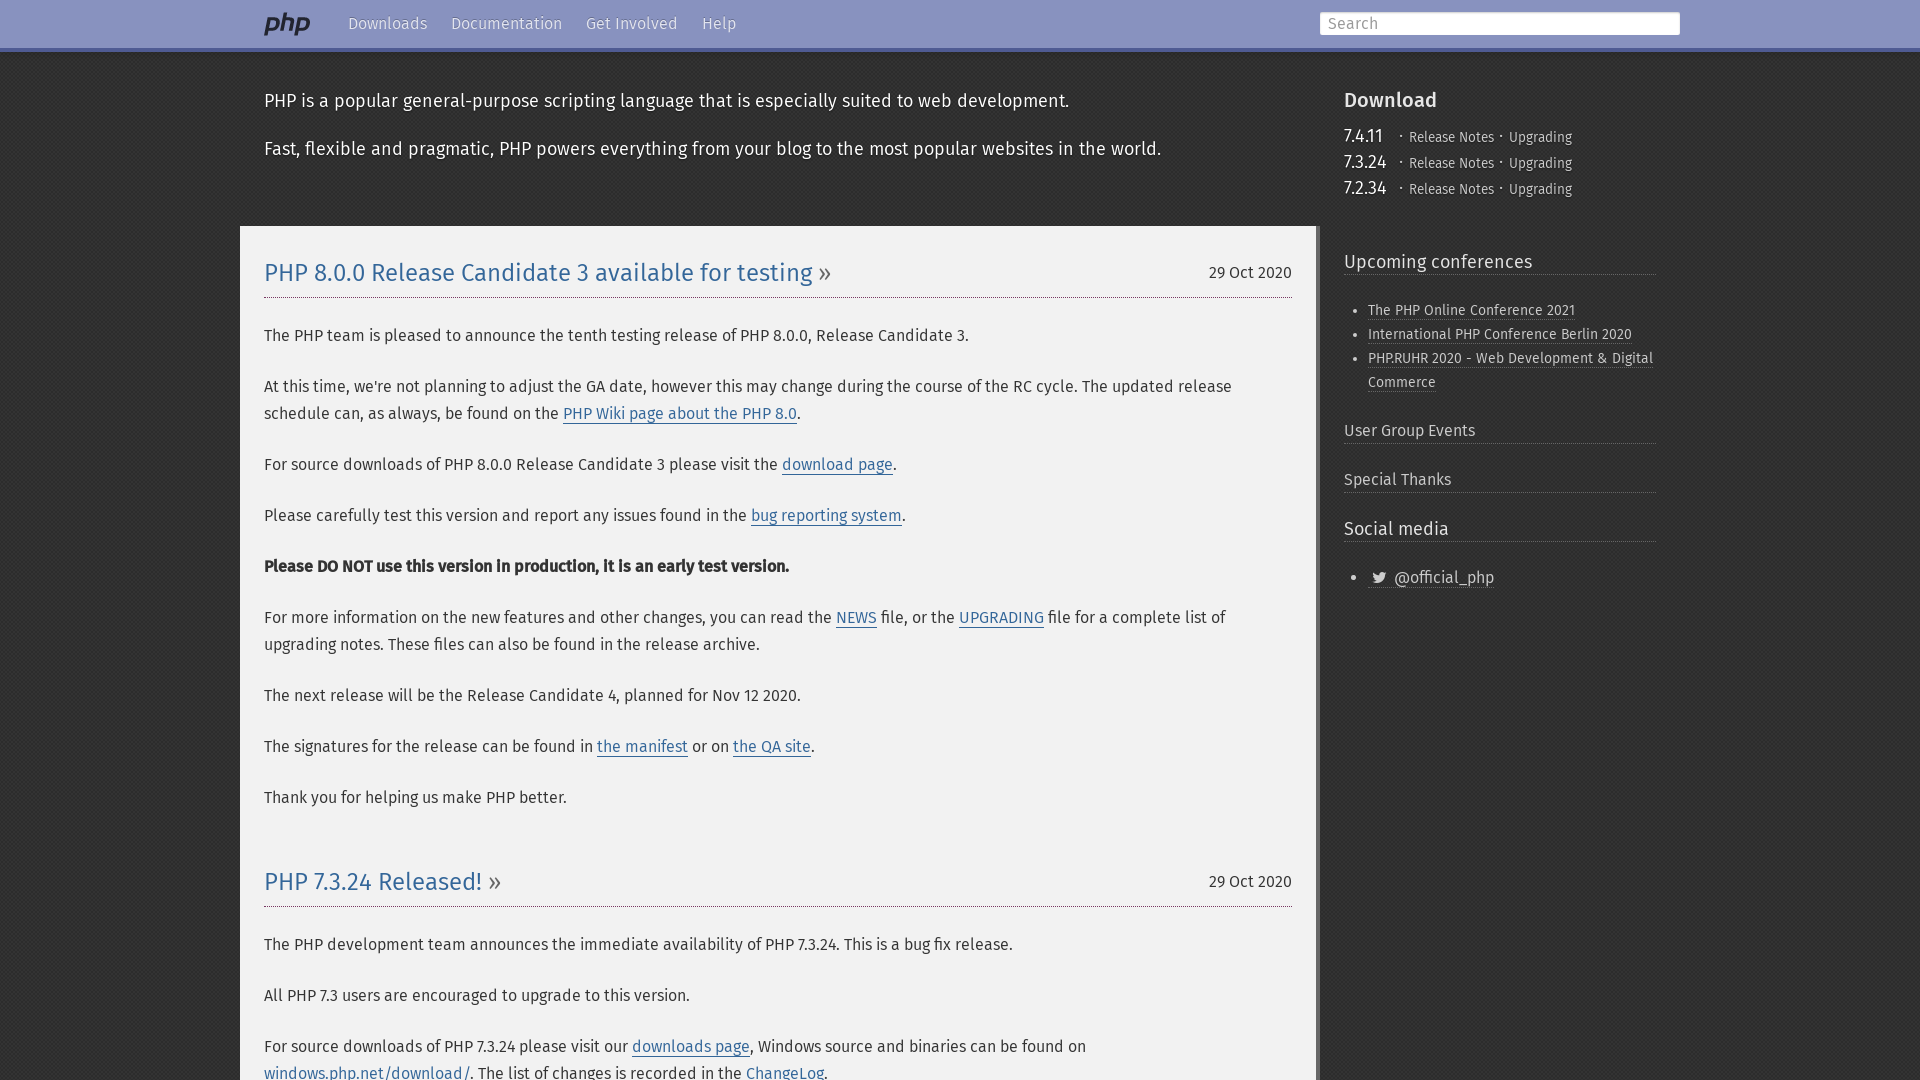 php
Downloads
Documentation
Get Involved
Help
Search
PHP is a popular general-purpose scripting language that is especially suited to web development.
Fast, flexible and pragmatic, PHP powers everything from your blog to the most popular websites in the world.
Download
7.4.11 · Release Notes · Upgrading
7.3.24 · Release Notes · Upgrading
7.2.34 · Release Notes · Upgrading
PHP 8.0.0 Release Candidate 3 available for testing »
29 Oct 2020
The PHP team is pleased to announce the tenth testing release of PHP 8.0.0, Release Candidate 3.
At this time, we're not planning to adjust the GA date, however this may change during the course of the RC cycle. The updated release
schedule can, as always, be found on the PHP Wiki page about the PHP 8.0.
For source downloads of PHP 8.0.0 Release Candidate 3 please visit the download page.
Please carefully test this version and report any issues found in the bug reporting system.
Please DO NOT use this version in production, it is an early test version.
For more information on the new features and other changes, you can read the NEWS file, or the UPGRADING file for a complete list of
upgrading notes. These files can also be found in the release archive.
The next release will be the Release Candidate 4, planned for Nov 12 2020.
The signatures for the release can be found in the manifest or on the QA site.
Thank you for helping us make PHP better.
PHP 7.3.24 Released! »
29 Oct 2020
The PHP development team announces the immediate availability of PHP 7.3.24. This is a bug fix release.
All PHP 7.3 users are encouraged to upgrade to this version.
For source downloads of PHP 7.3.24 please visit our downloads page, Windows source and binaries can be found on
windows.php.net/download/. The list of changes is recorded in the ChangeLog.
Upcoming conferences
• The PHP Online Conference 2021
• International PHP Conference Berlin 2020
• PHP.RUHR 2020 - Web Development & Digital
Commerce
User Group Events
Special Thanks
Social media
• @official_php